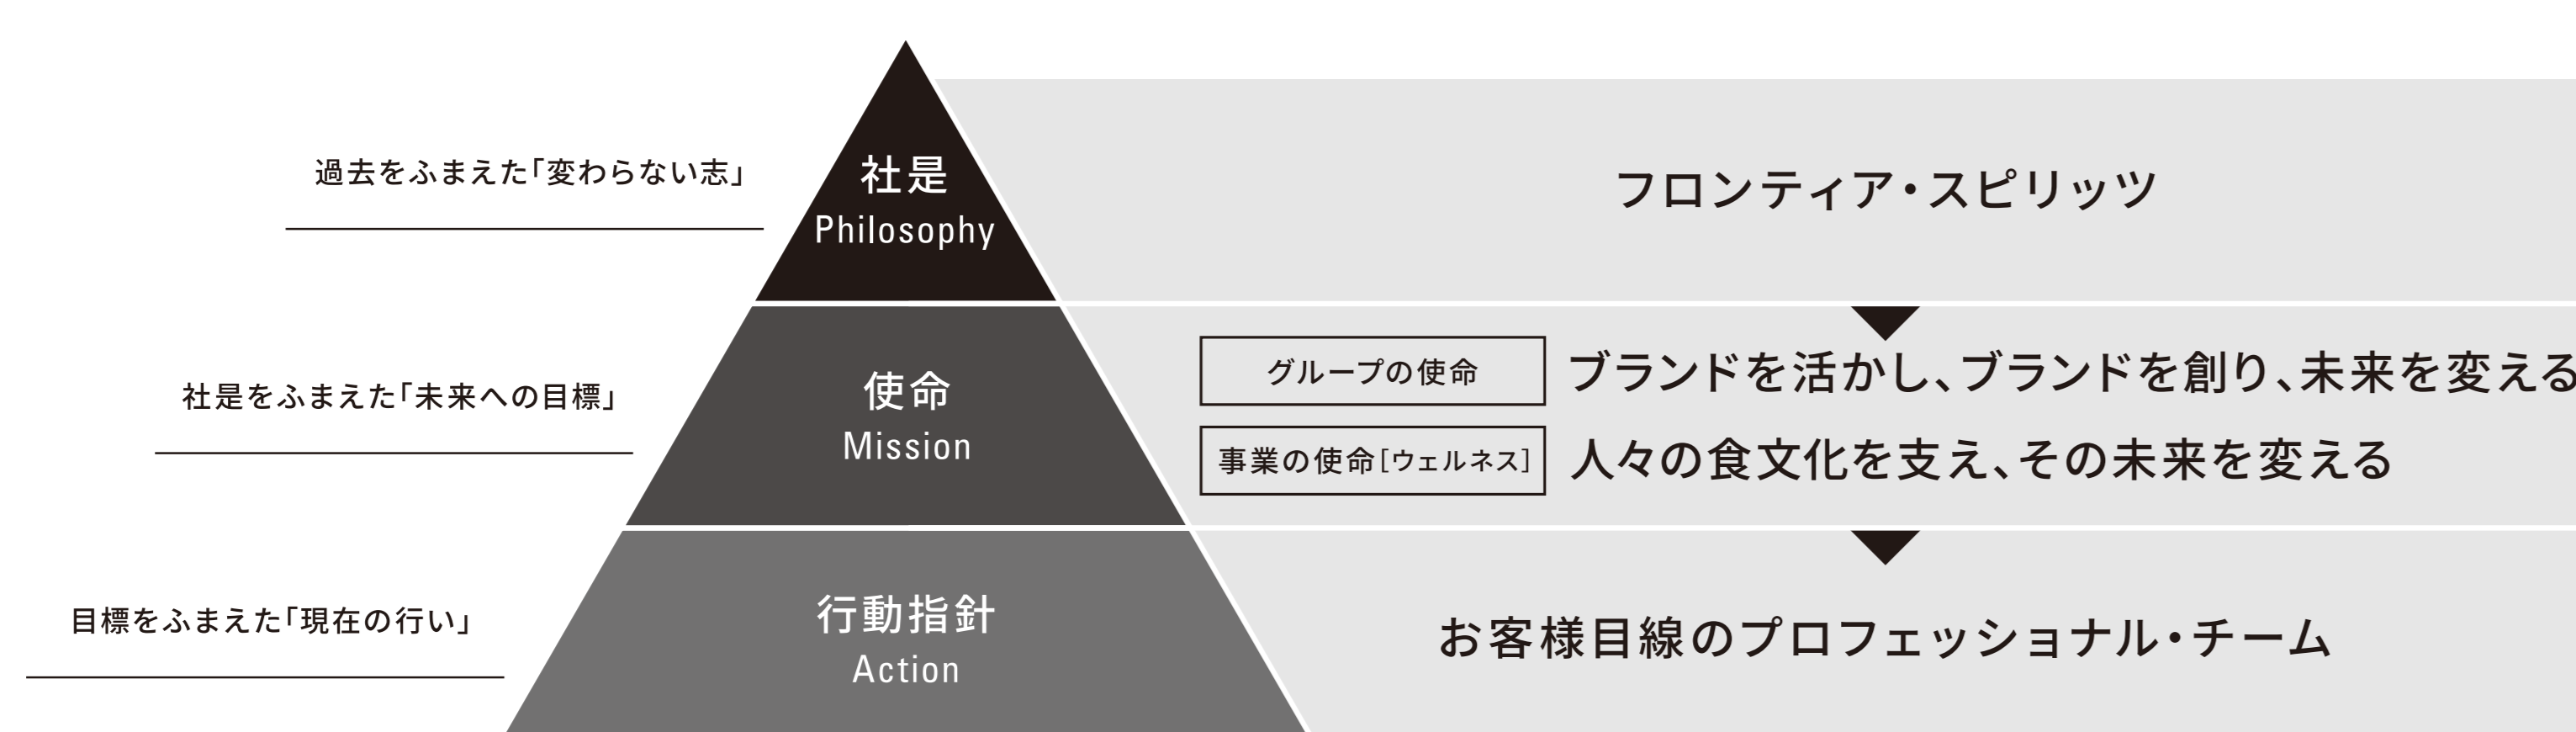 過去をふまえた「変わらない志」
社是
Philosophy
フロンティア・スピリッツ
社是をふまえた「未来への目標」
使命
Mission
グループの使命
ブランドを活かし、ブランドを創り、未来を変える
事業の使命[ウェルネス]
人々の食文化を支え、その未来を変える
目標をふまえた「現在の行い」
行動指針
Action
お客様目線のプロフェッショナル・チーム